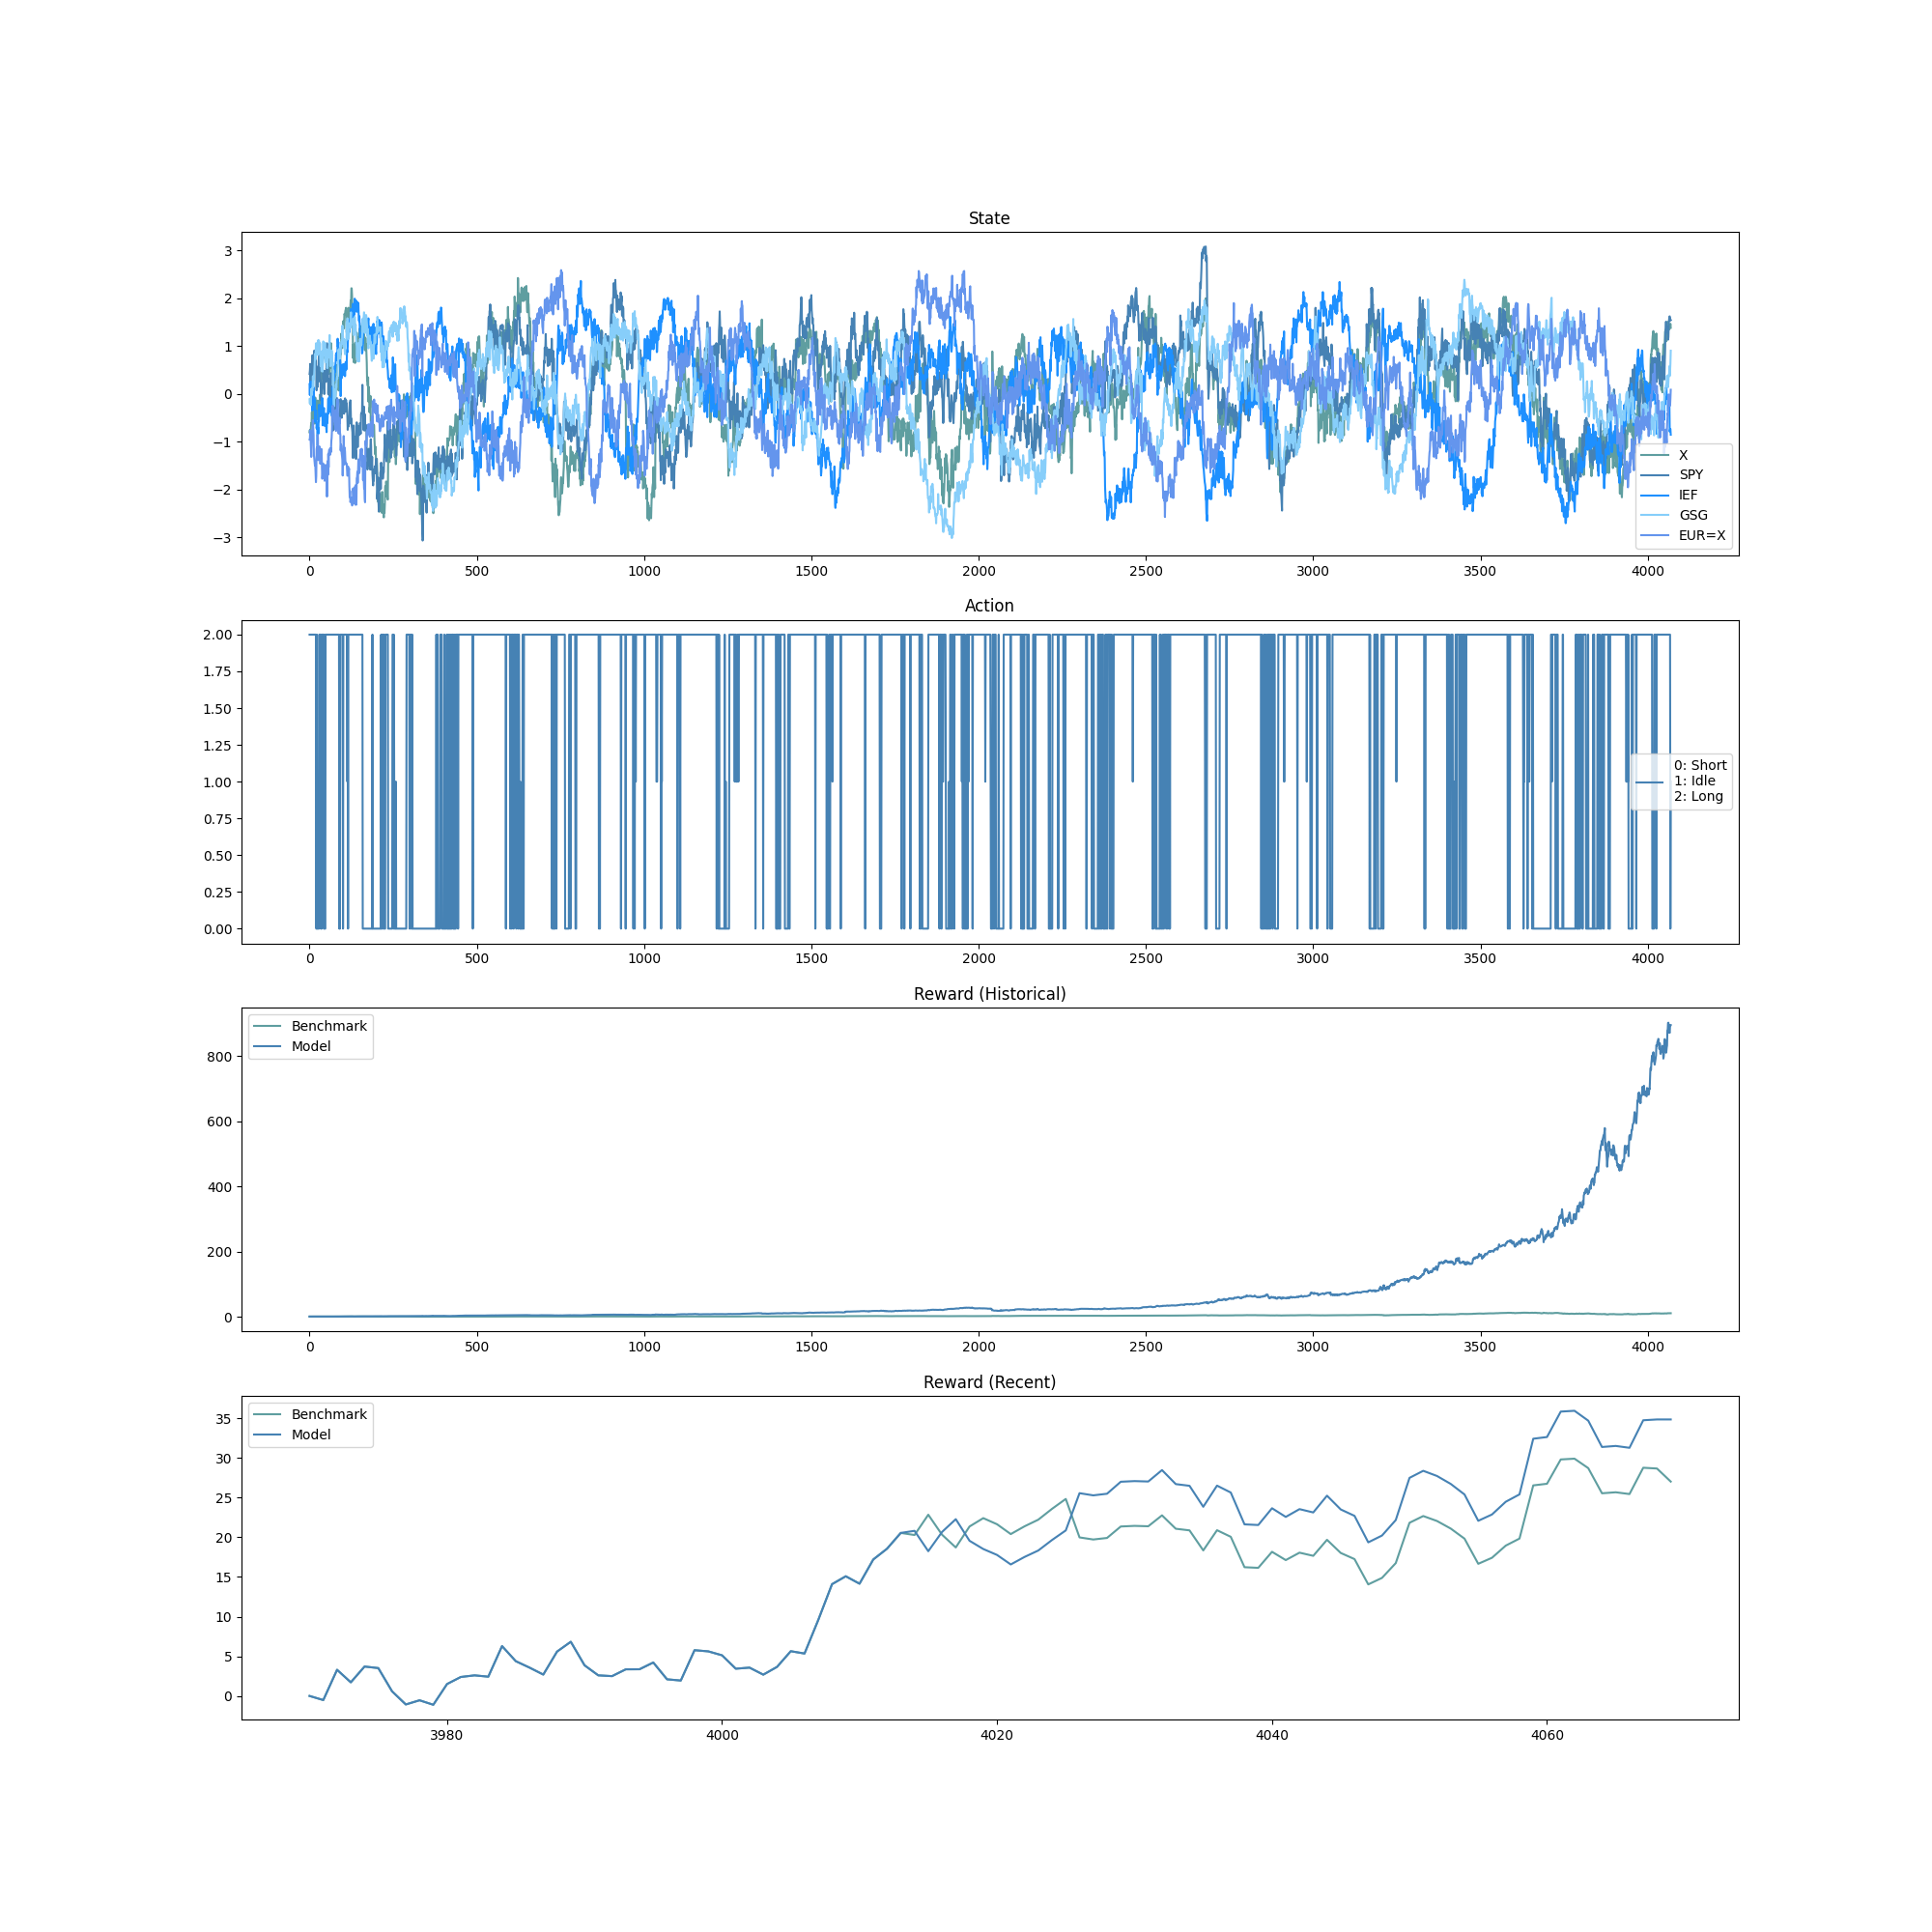 State
3
2
1
0
−1
−2
−3
X
SPY
IEF
GSG
EUR=X
0 500 1000 1500 2000 2500 3000 3500 4000
Action
2.00
1.75
1.50
1.25
1.00
0.75
0.50
0.25
0.00
0: Short
1: Idle
2: Long
0 500 1000 1500 2000 2500 3000 3500 4000
Reward (Historical)
Benchmark
Model
800
600
400
200
0
0 500 1000 1500 2000 2500 3000 3500 4000
Reward (Recent)
Benchmark
Model
35
30
25
20
15
10
5
0
3980 4000 4020 4040 4060